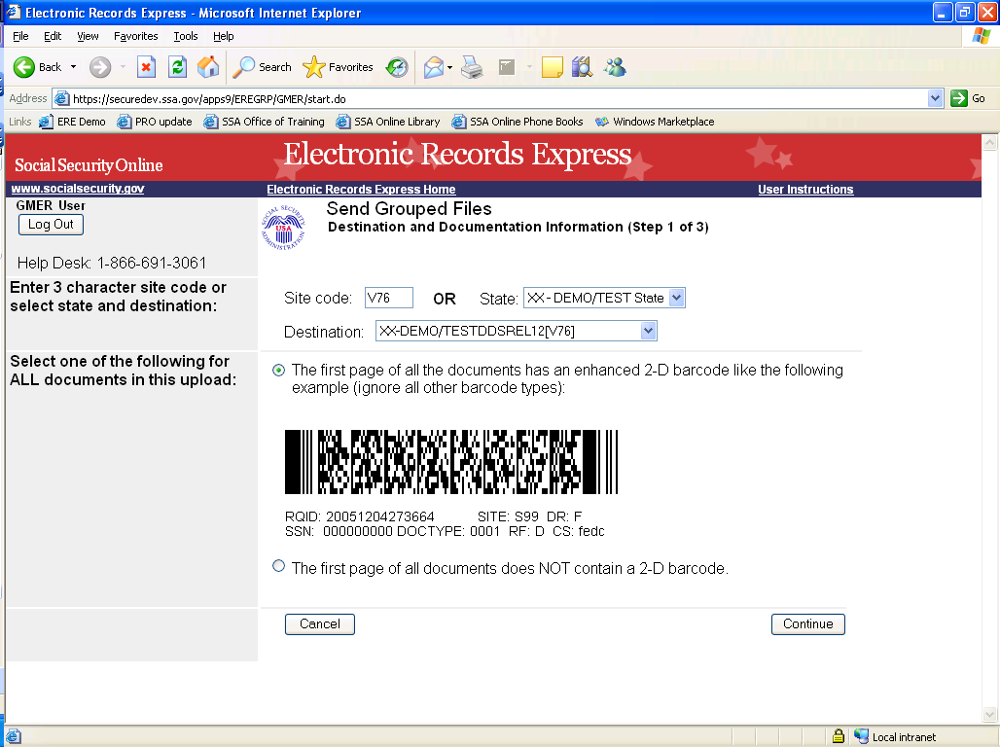 Electronic Records Express - Microsoft Internet Explorer
File Edit View Favorites Tools Help
Back Search Favorites
Address https://securedev.ssa.gov/apps9/EREGRP/GMER/start.do Go
Links ERE Demo PRO update SSA Office of Training SSA Online Library SSA Online Phone Books Windows Marketplace
Social Security Online Electronic Records Express
www.socialsecurity.gov Electronic Records Express Home User Instructions
GMER User
Log Out
Help Desk: 1-866-691-3061
SOCIAL SECURITY ADMINISTRATION
USA
Send Grouped Files
Destination and Documentation Information (Step 1 of 3)
Enter 3 character site code or
select state and destination:
Site code: V76 OR State: XX - DEMO/TEST State
Destination: XX-DEMO/TESTDDSREL12[V76]
Select one of the following for
ALL documents in this upload:
The first page of all the documents has an enhanced 2-D barcode like the following
example (ignore all other barcode types):
RQID: 20051204273664 SITE: S99 DR: F
SSN: 000000000 DOCTYPE: 0001 RF: D CS: fedc
The first page of all documents does NOT contain a 2-D barcode.
Cancel Continue
Local intranet